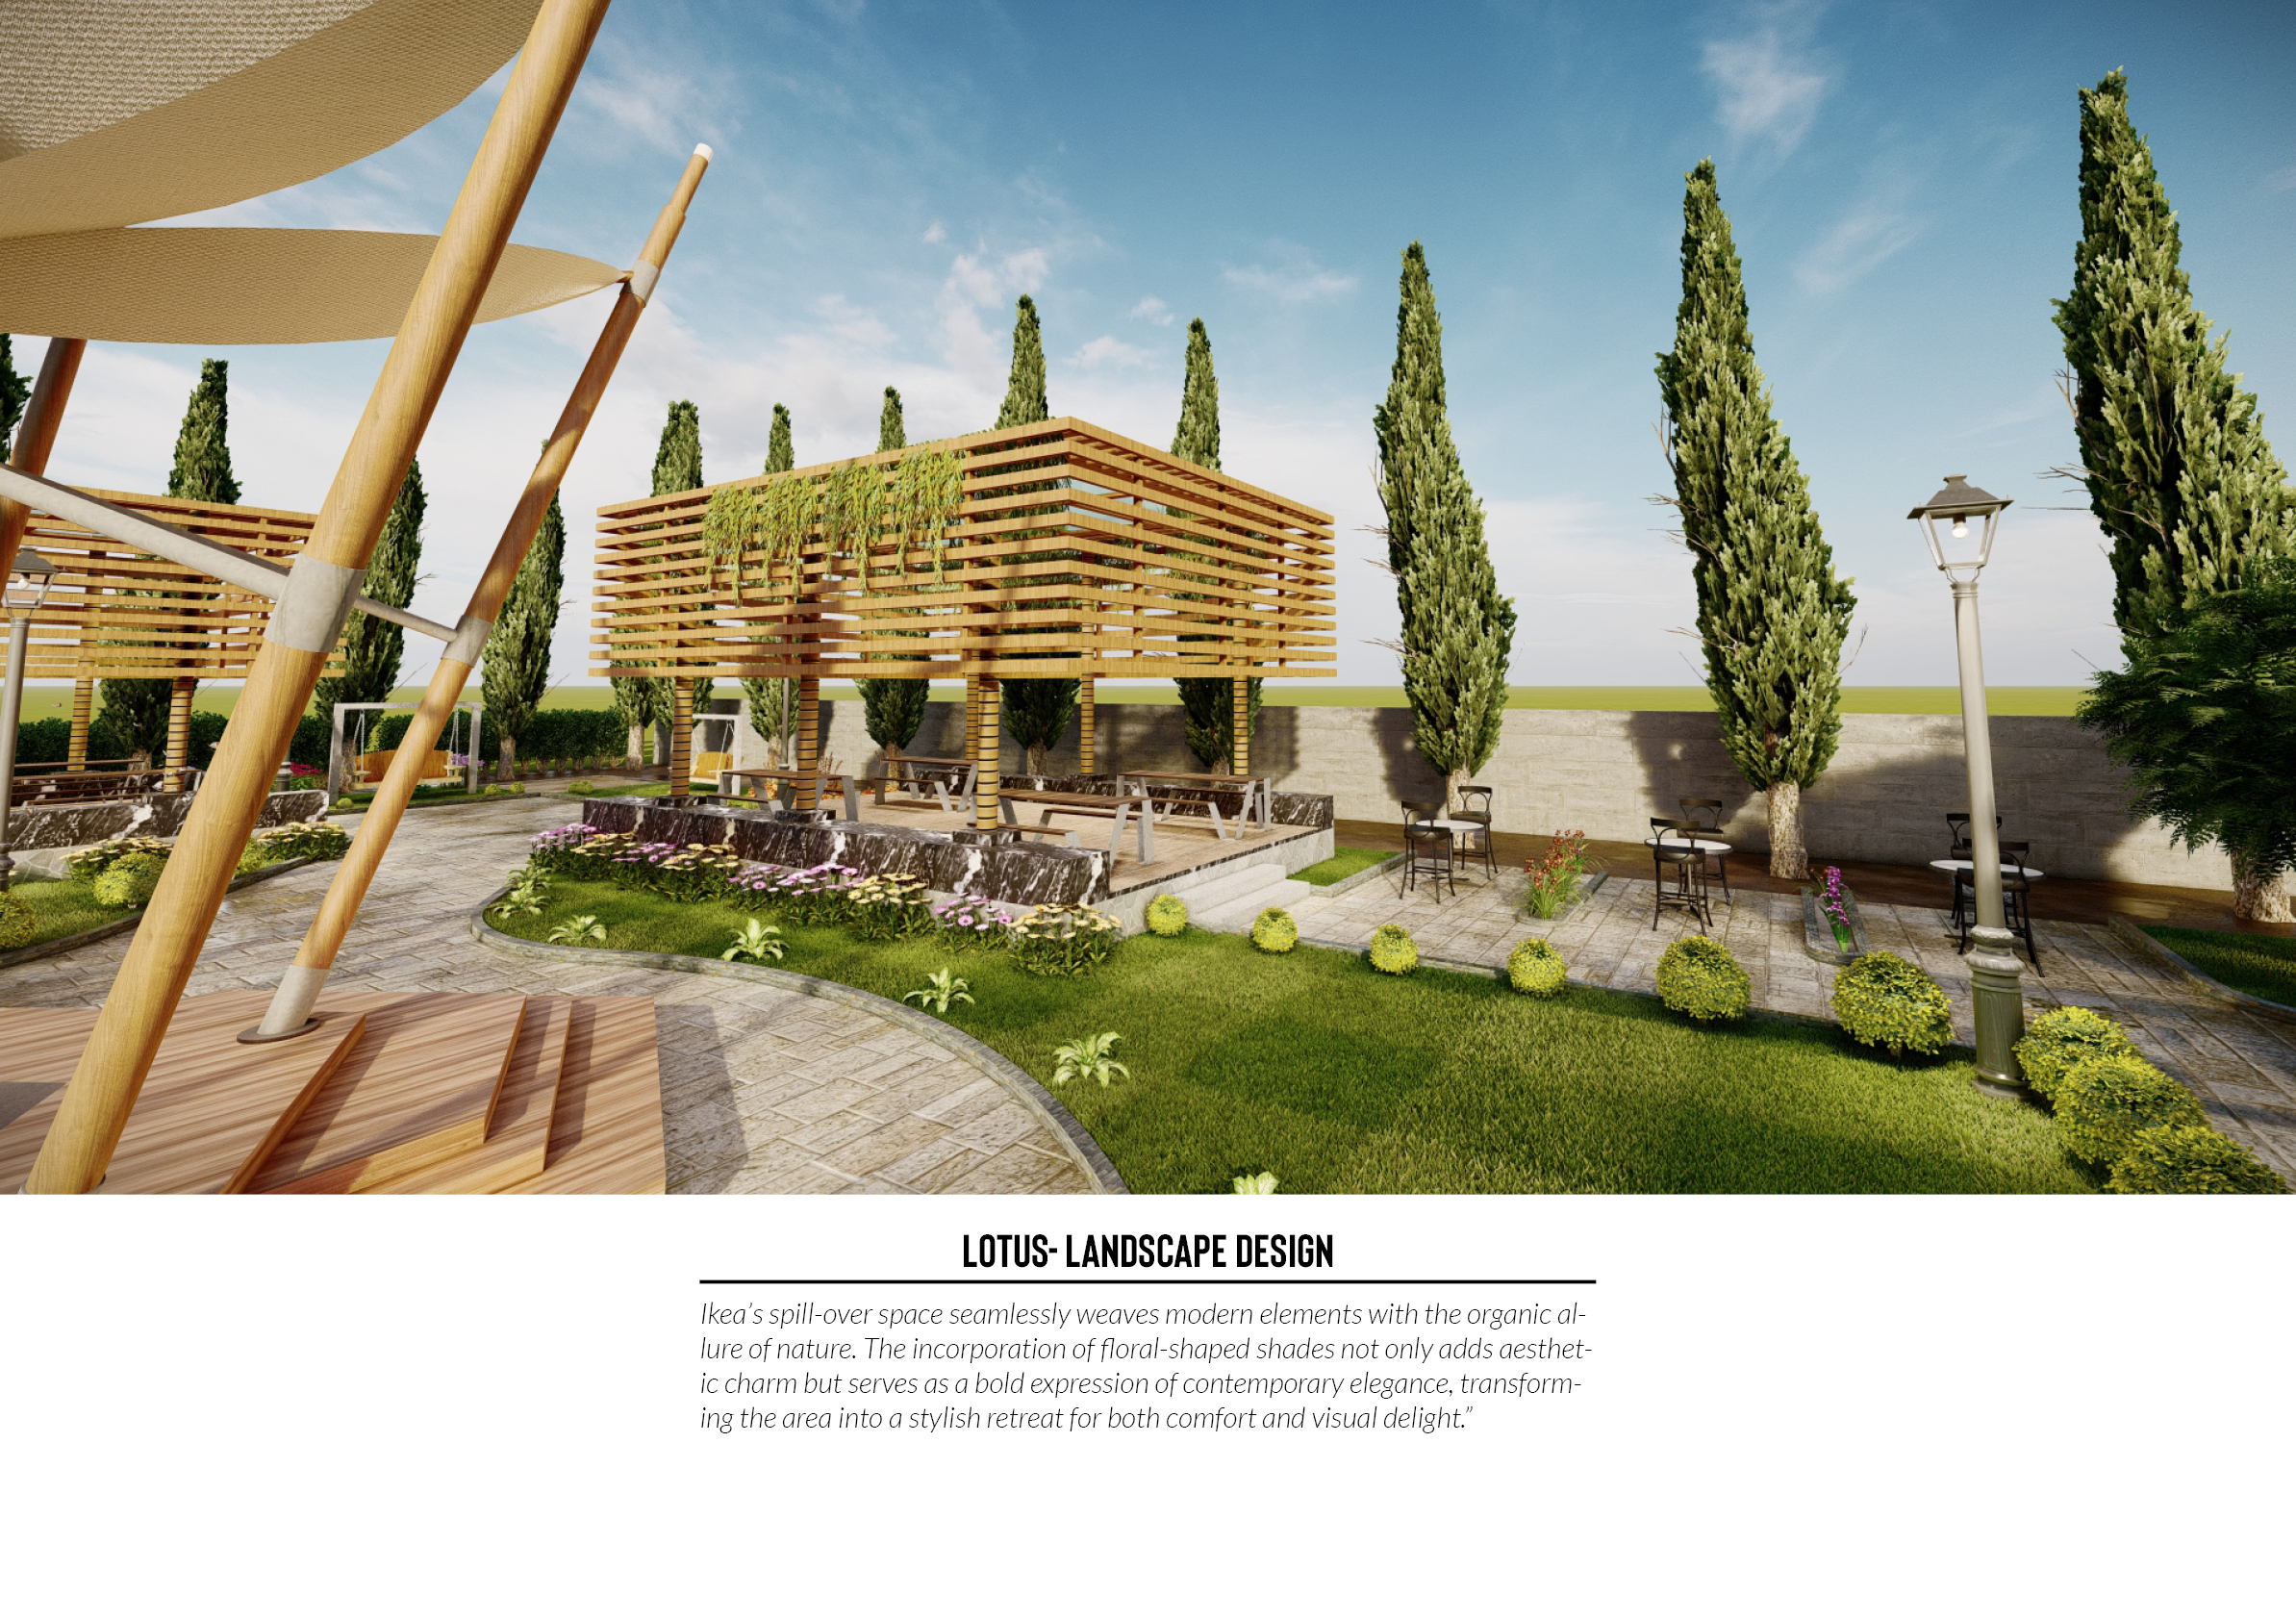 LOTUS- LANDSCAPE DESIGN
Ikea’s spill-over space seamlessly weaves modern elements with the organic al-
lure of nature. The incorporation of floral-shaped shades not only adds aesthet-
ic charm but serves as a bold expression of contemporary elegance, transform-
ing the area into a stylish retreat for both comfort and visual delight.”